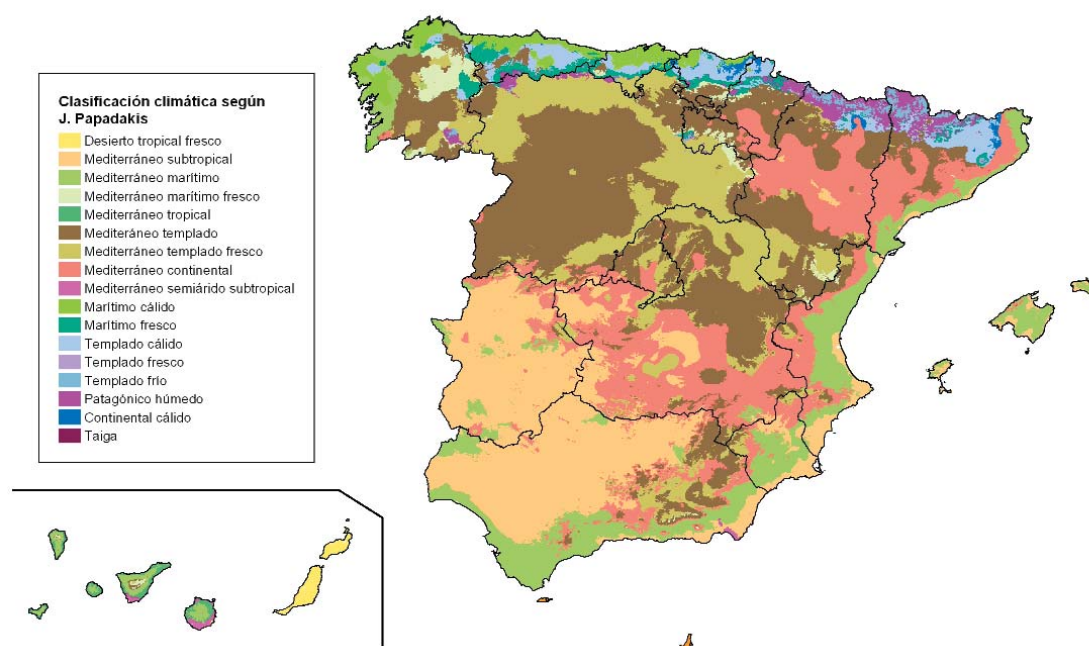 Clasificación climática según
J. Papadakis
Desierto tropical fresco
Mediterráneo subtropical
Mediterráneo marítimo
Mediterráneo marítimo fresco
Mediterráneo tropical
Mediteráneo templado
Mediterráneo templado fresco
Mediterráneo continental
Mediterráneo semiárido subtropical
Marítimo cálido
Marítimo fresco
Templado cálido
Templado fresco
Templado frío
Patagónico húmedo
Continental cálido
Taiga